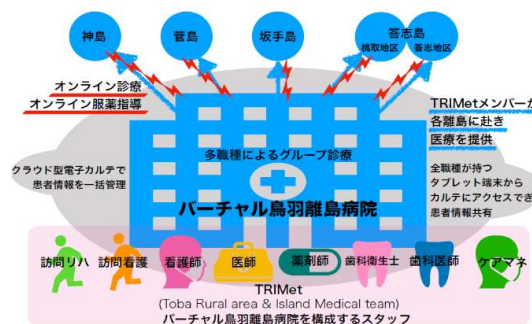 神島
菅島
坂手島
答志島
桃取地区
答志地区
オンライン診療
オンライン服薬指導
TRIMetメンバーが
各離島に赴き
医療を提供
多職種によるグループ診療
クラウド型電子カルテで
患者情報を一括管理
全職種が持つ
タブレット端末から
カルテにアクセスでき
患者情報共有
バーチャル鳥羽離島病院
訪問リハ
訪問看護
看護師
医師
薬剤師
歯科衛生士
歯科医師
ケアマネ
TRIMet
(Toba Rural area & Island Medical team)
バーチャル鳥羽離島病院を構成するスタッフ